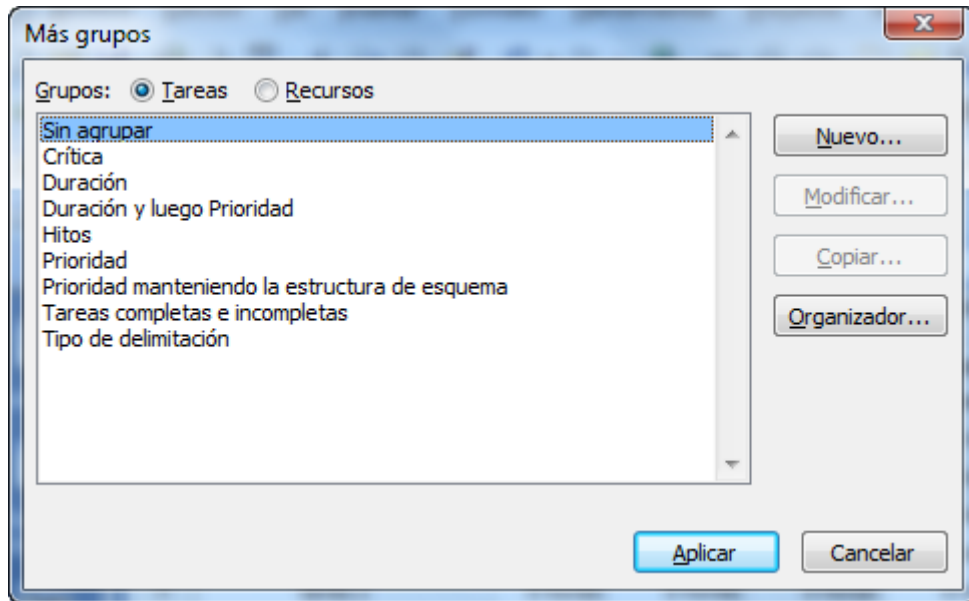 Más grupos
Grupos: Tareas Recursos
Sin agrupar
Crítica
Duración
Duración y luego Prioridad
Hitos
Prioridad
Prioridad manteniendo la estructura de esquema
Tareas completas e incompletas
Tipo de delimitación
Nuevo...
Modificar...
Copiar...
Organizador...
Aplicar Cancelar